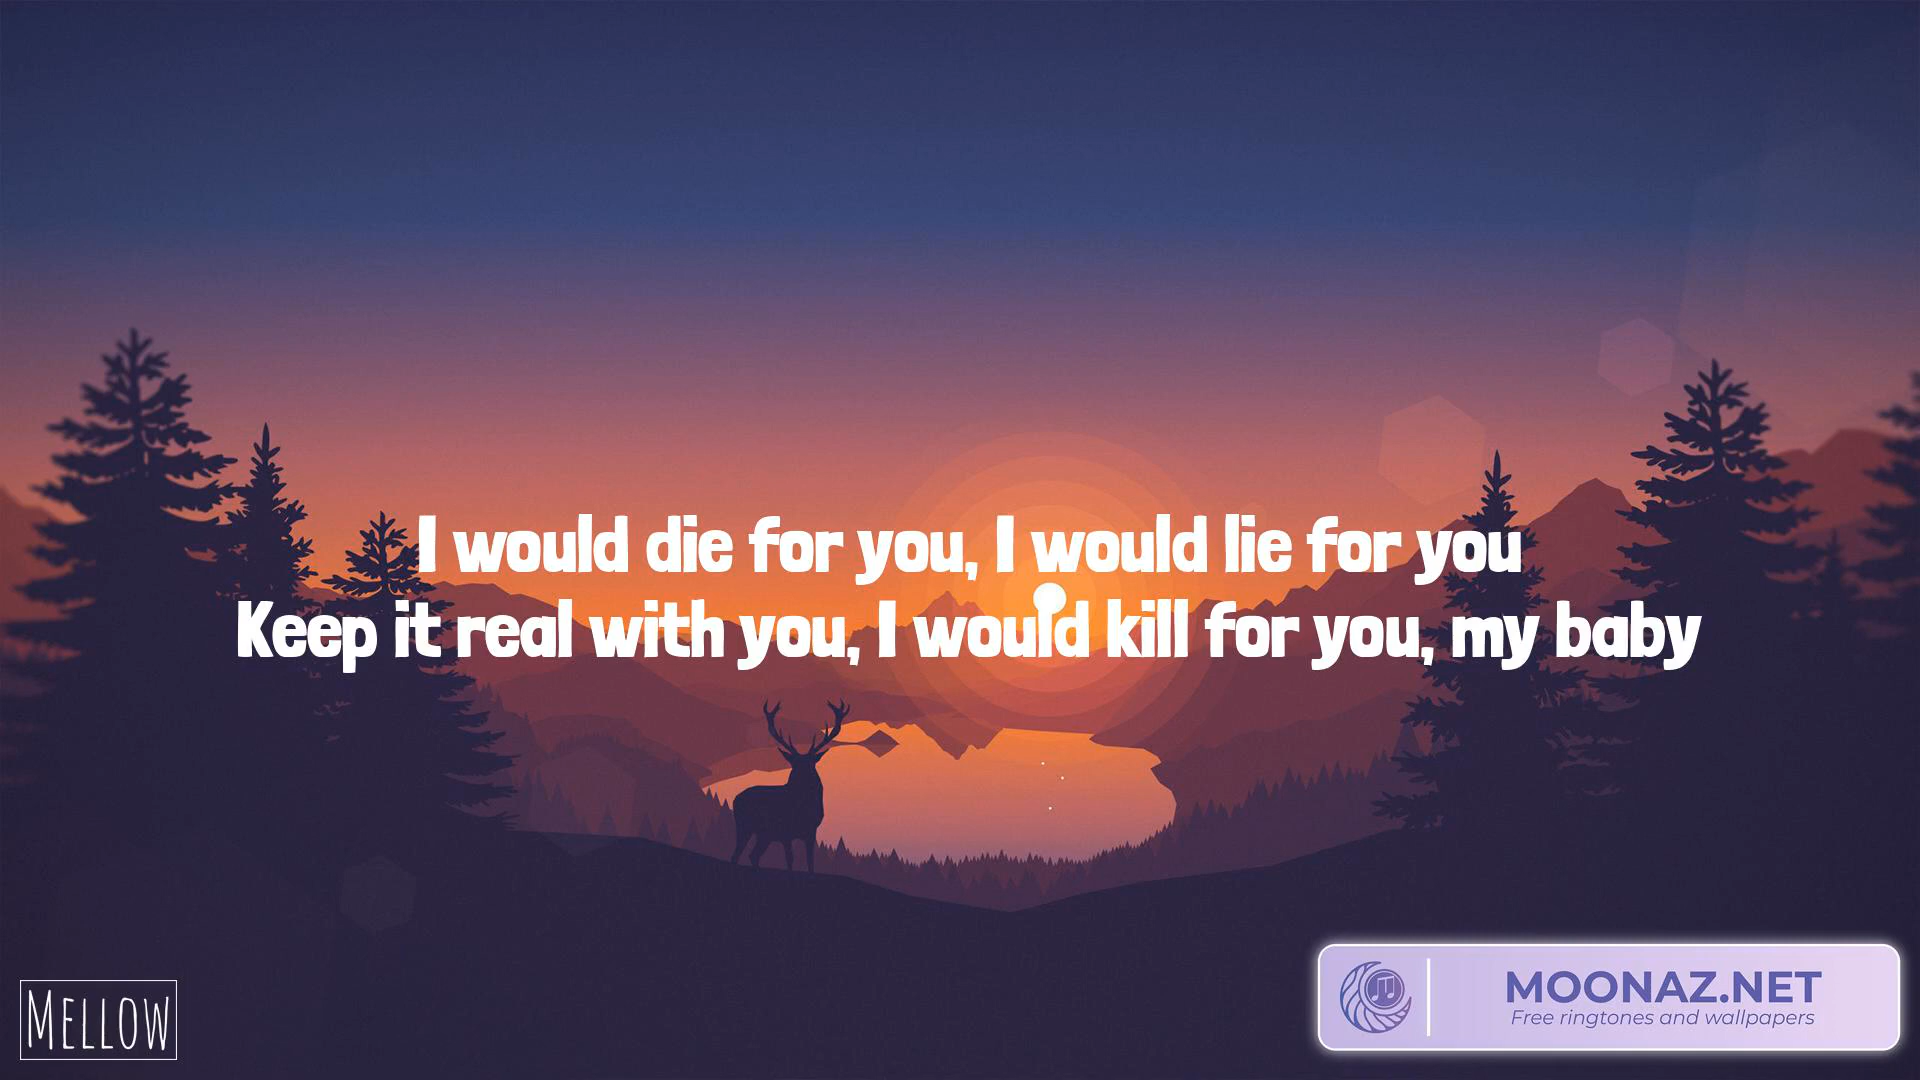 I would die for you, I would lie for you
Keep it real with you, I would kill for you, my baby
MELLOW
MOONAZ.NET
Free ringtones and wallpapers